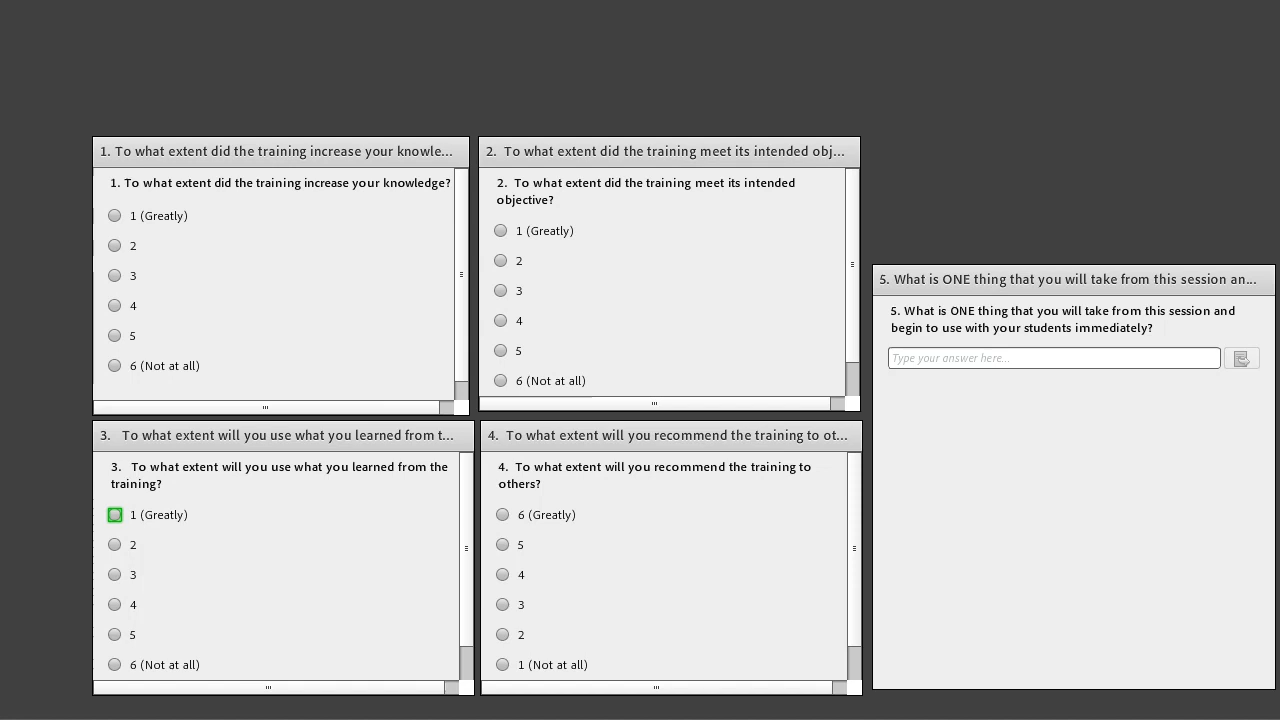 1. To what extent did the training increase your knowle...
1. To what extent did the training increase your knowledge?
1 (Greatly)
2
3
4
5
6 (Not at all)
2. To what extent did the training meet its intended obj...
2. To what extent did the training meet its intended
objective?
1 (Greatly)
2
3
4
5
6 (Not at all)
3. To what extent will you use what you learned from t...
3. To what extent will you use what you learned from the
training?
1 (Greatly)
2
3
4
5
6 (Not at all)
4. To what extent will you recommend the training to ot...
4. To what extent will you recommend the training to
others?
6 (Greatly)
5
4
3
2
1 (Not at all)
5. What is ONE thing that you will take from this session an...
5. What is ONE thing that you will take from this session and
begin to use with your students immediately?
Type your answer here...